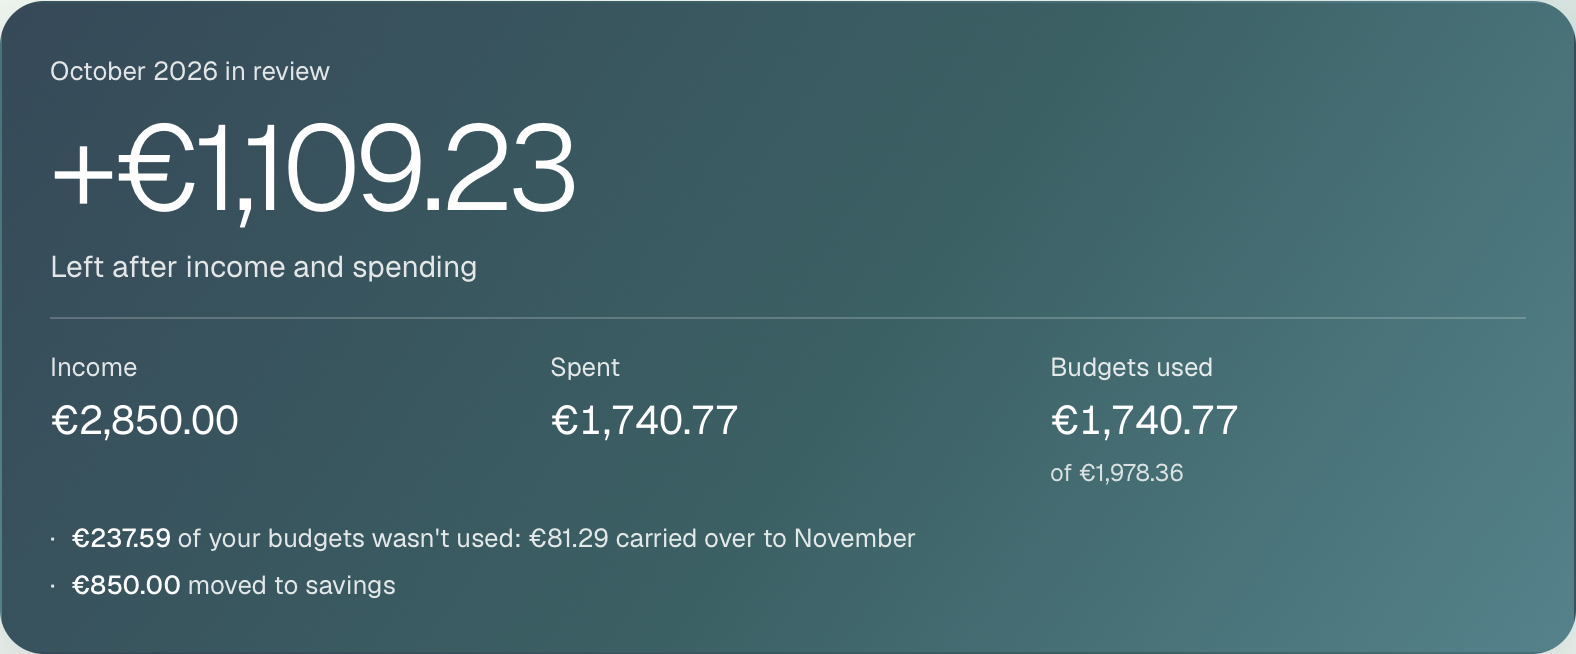 October 2026 in review
+€1,109.23
Left after income and spending
Income
€2,850.00
Spent
€1,740.77
Budgets used
€1,740.77
of €1,978.36
· €237.59 of your budgets wasn't used: €81.29 carried over to November
· €850.00 moved to savings